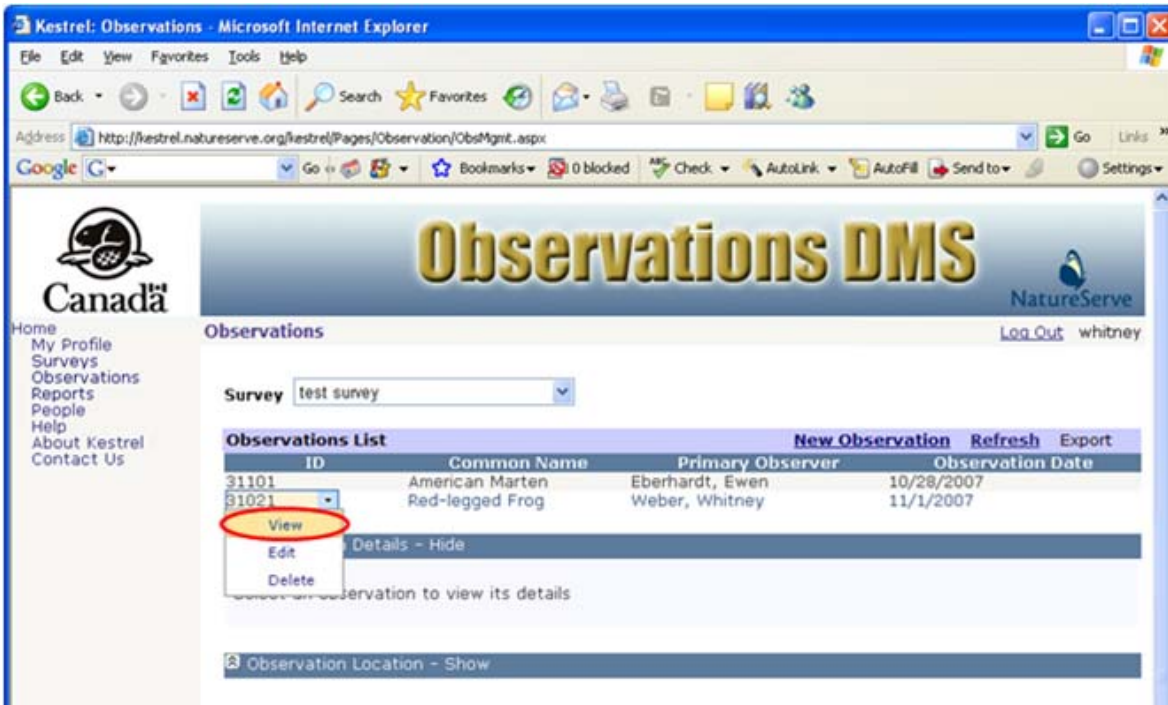 Kestrel: Observations - Microsoft Internet Explorer
File Edit View Favorites Tools Help
Back Search Favorites
Address http://kestrel.natureserve.org/kestrel/Pages/Observation/ObsMgmt.aspx Go Links »
Google G Go Bookmarks 0 blocked ABC Check AutoLink AutoFill Send to Settings
Canada
Observations DMS
NatureServe
Home
My Profile
Surveys
Observations
Reports
People
Help
About Kestrel
Contact Us
Observations Log Out whitney
Survey test survey
Observations List New Observation Refresh Export
ID Common Name Primary Observer Observation Date
31101 American Marten Eberhardt, Ewen 10/28/2007
31021 Red-legged Frog Weber, Whitney 11/1/2007
View
Edit
Delete
Details - Hide
observation to view its details
Observation Location - Show